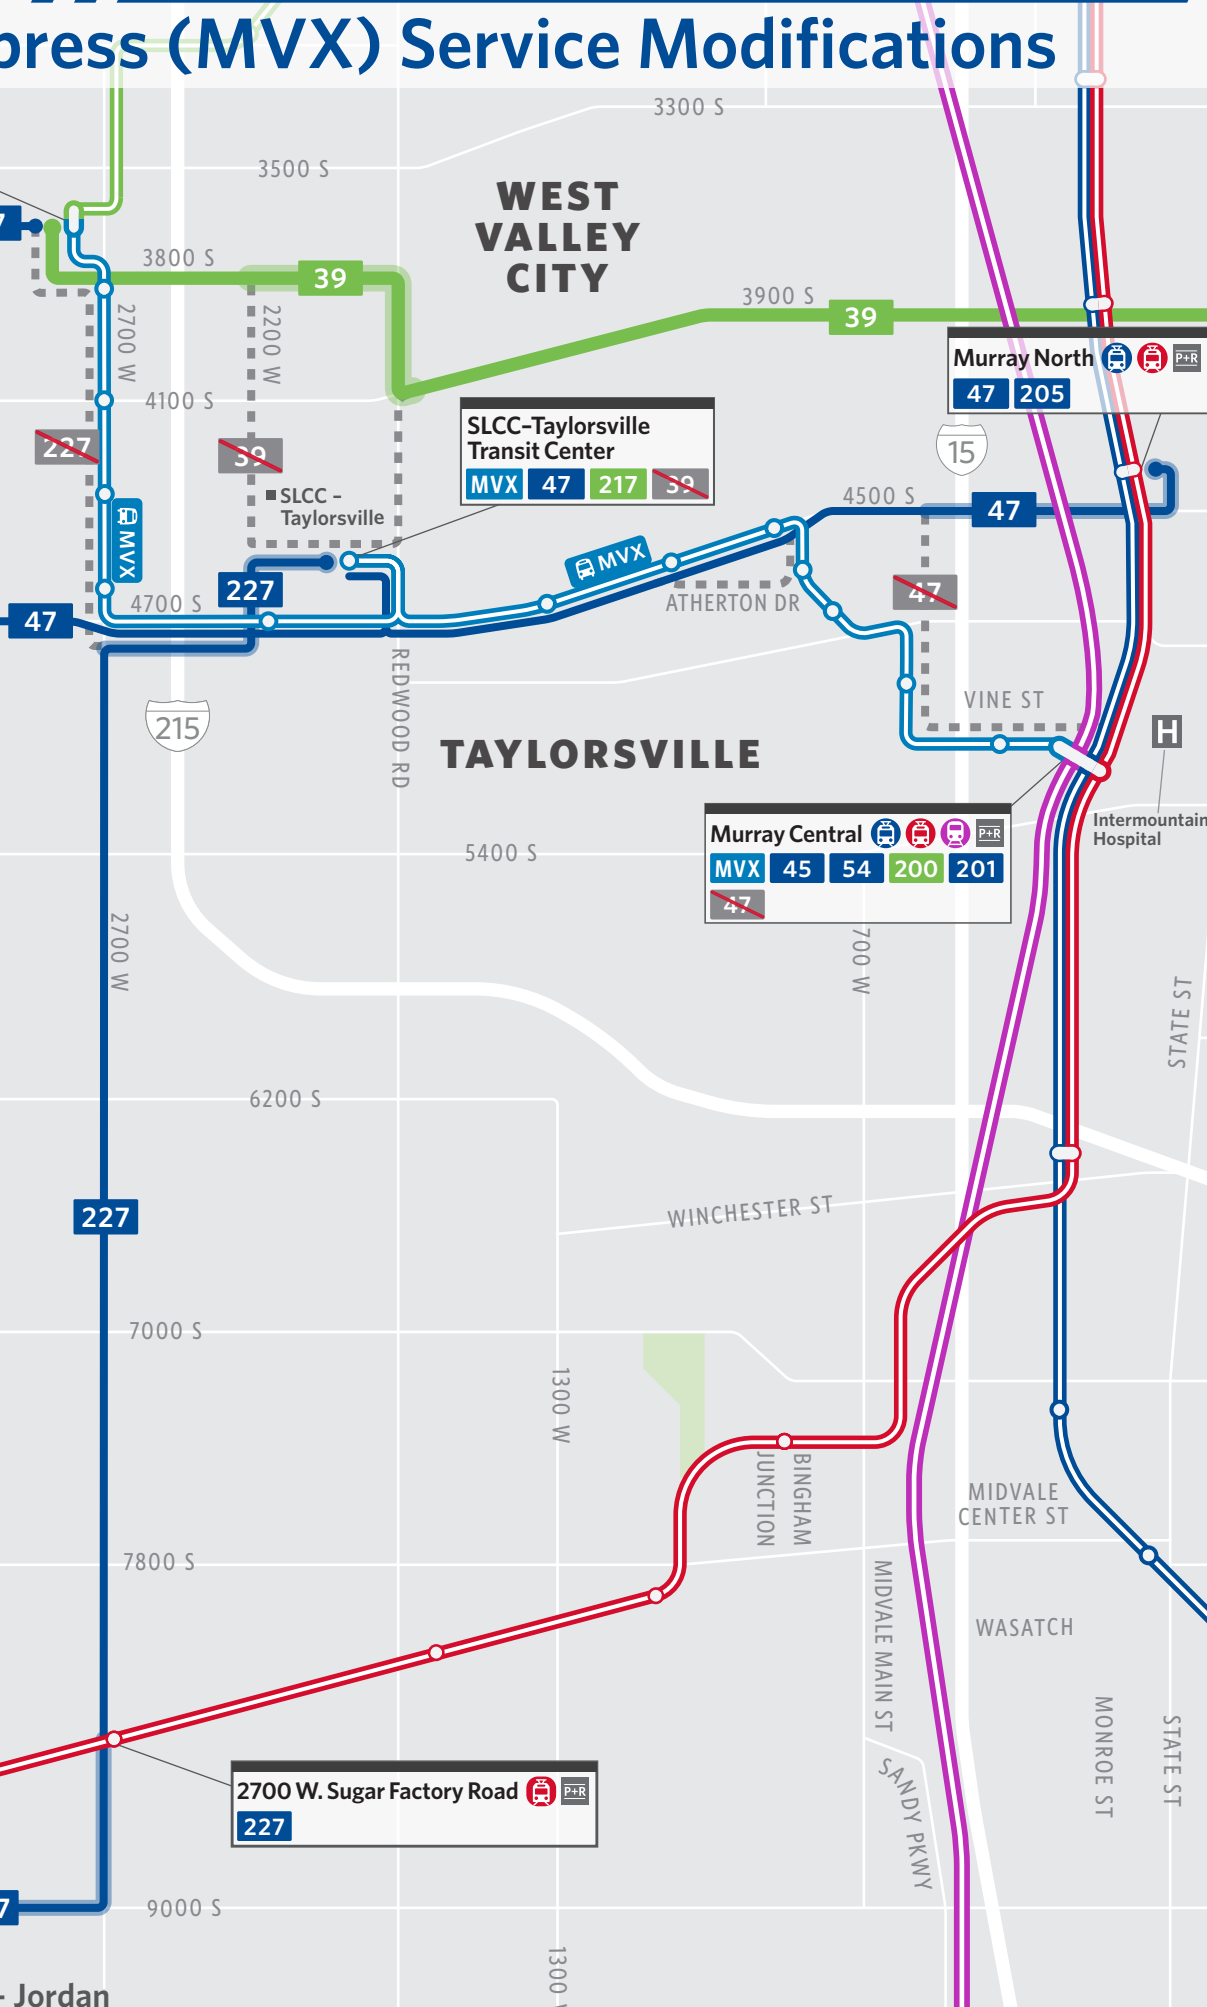 press (MVX) Service Modifications
3300 S
3500 S
WEST
VALLEY
CITY
7
3800 S
39
3900 S
39
2700 W
2200 W
Murray North P+R
47 205
4100 S
SLCC–Taylorsville
Transit Center
MVX 47 217 39
227
39
15
SLCC –
Taylorsville
4500 S
47
MVX
MVX
227
47
4700 S
ATHERTON DR
47
REDWOOD RD
VINE ST
215
TAYLORSVILLE
H
Intermountain
Hospital
Murray Central P+R
MVX 45 54 200 201
47
5400 S
2700 W
700 W
STATE ST
6200 S
227
WINCHESTER ST
7000 S
1300 W
BINGHAM
JUNCTION
MIDVALE
CENTER ST
7800 S
MIDVALE MAIN ST
WASATCH
MONROE ST
STATE ST
SANDY PKWY
2700 W. Sugar Factory Road P+R
227
7
9000 S
1300 W
- Jordan